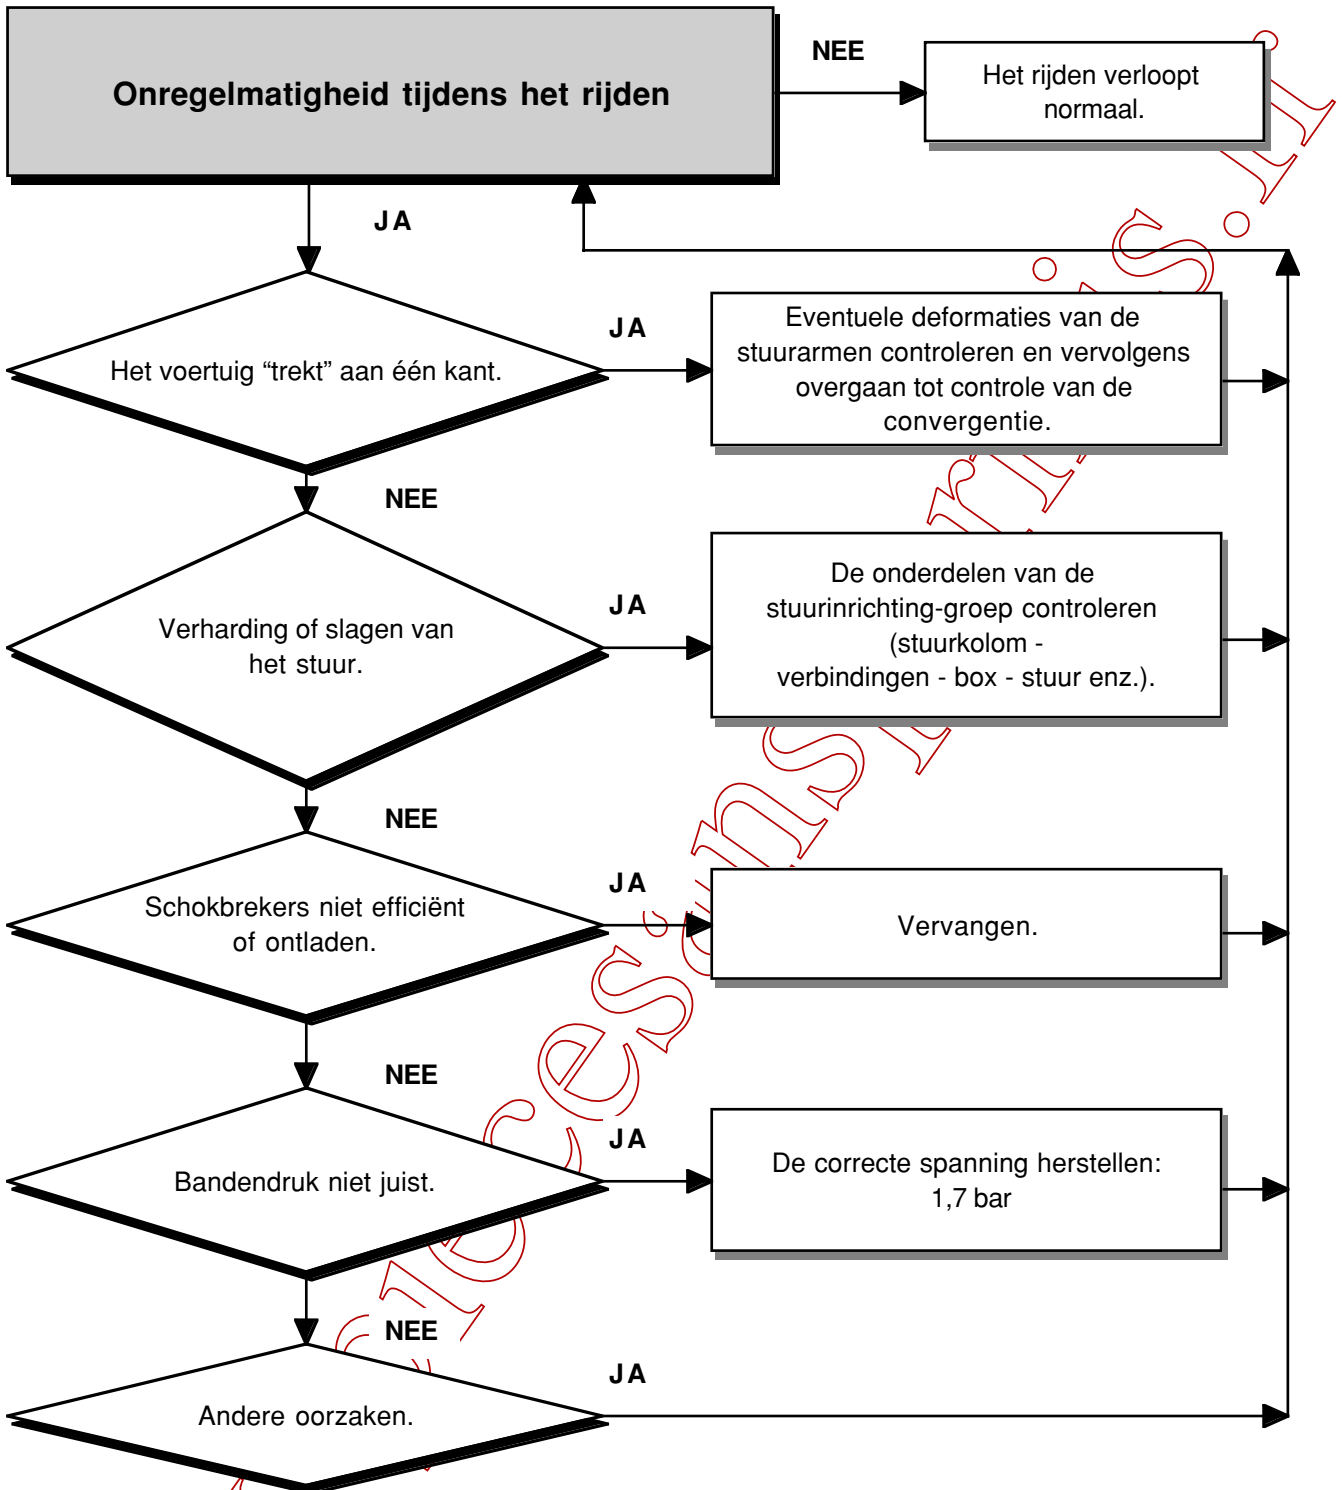 Onregelmatigheid tijdens het rijden
NEE
Het rijden verloopt
normaal.
JA
Het voertuig “trekt” aan één kant.
JA
Eventuele deformaties van de
stuurarmen controleren en vervolgens
overgaan tot controle van de
convergentie.
NEE
Verharding of slagen van
het stuur.
JA
De onderdelen van de
stuurinrichting-groep controleren
(stuurkolom -
verbindingen - box - stuur enz.).
NEE
Schokbrekers niet efficiënt
of ontladen.
JA
Vervangen.
NEE
Bandendruk niet juist.
JA
De correcte spanning herstellen:
1,7 bar
NEE
Andere oorzaken.
JA